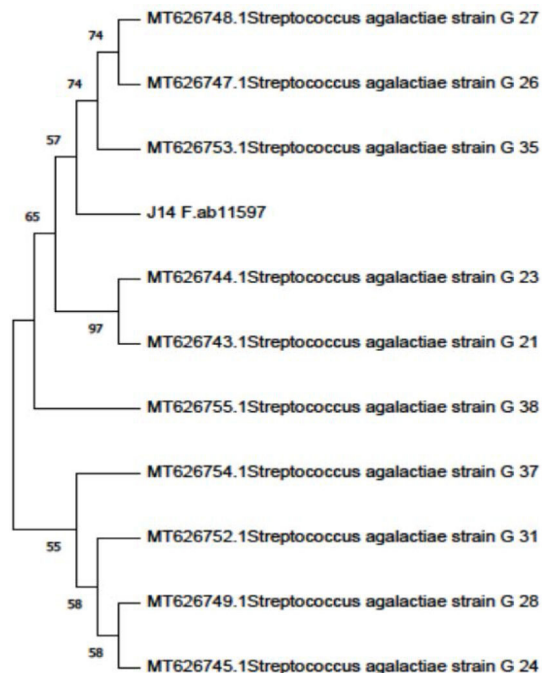 MT626748.1Streptococcus agalactiae strain G 27
74
MT626747.1Streptococcus agalactiae strain G 26
74
MT626753.1Streptococcus agalactiae strain G 35
57
J14 F.ab11597
65
MT626744.1Streptococcus agalactiae strain G 23
97
MT626743.1Streptococcus agalactiae strain G 21
MT626755.1Streptococcus agalactiae strain G 38
MT626754.1Streptococcus agalactiae strain G 37
55
MT626752.1Streptococcus agalactiae strain G 31
58
MT626749.1Streptococcus agalactiae strain G 28
58
MT626745.1Streptococcus agalactiae strain G 24